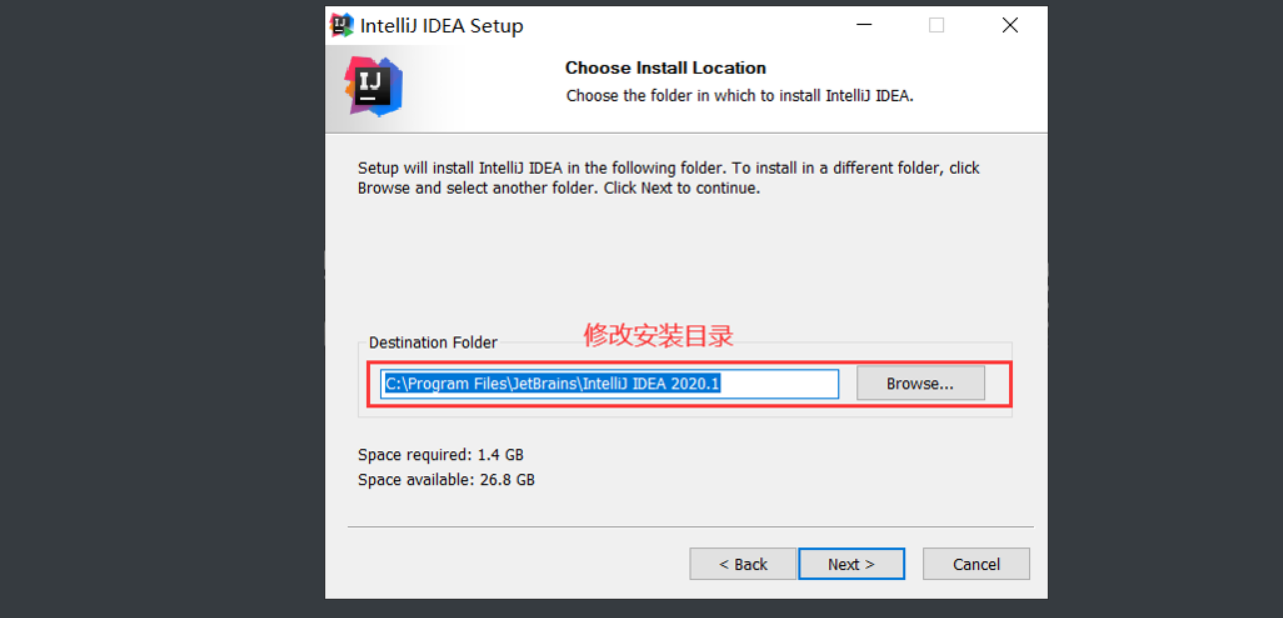 IntelliJ IDEA Setup
IJ
Choose Install Location
Choose the folder in which to install IntelliJ IDEA.
Setup will install IntelliJ IDEA in the following folder. To install in a different folder, click
Browse and select another folder. Click Next to continue.
修改安装目录
Destination Folder
C:\Program Files\JetBrains\IntelliJ IDEA 2020.1
Browse...
Space required: 1.4 GB
Space available: 26.8 GB
< Back
Next >
Cancel